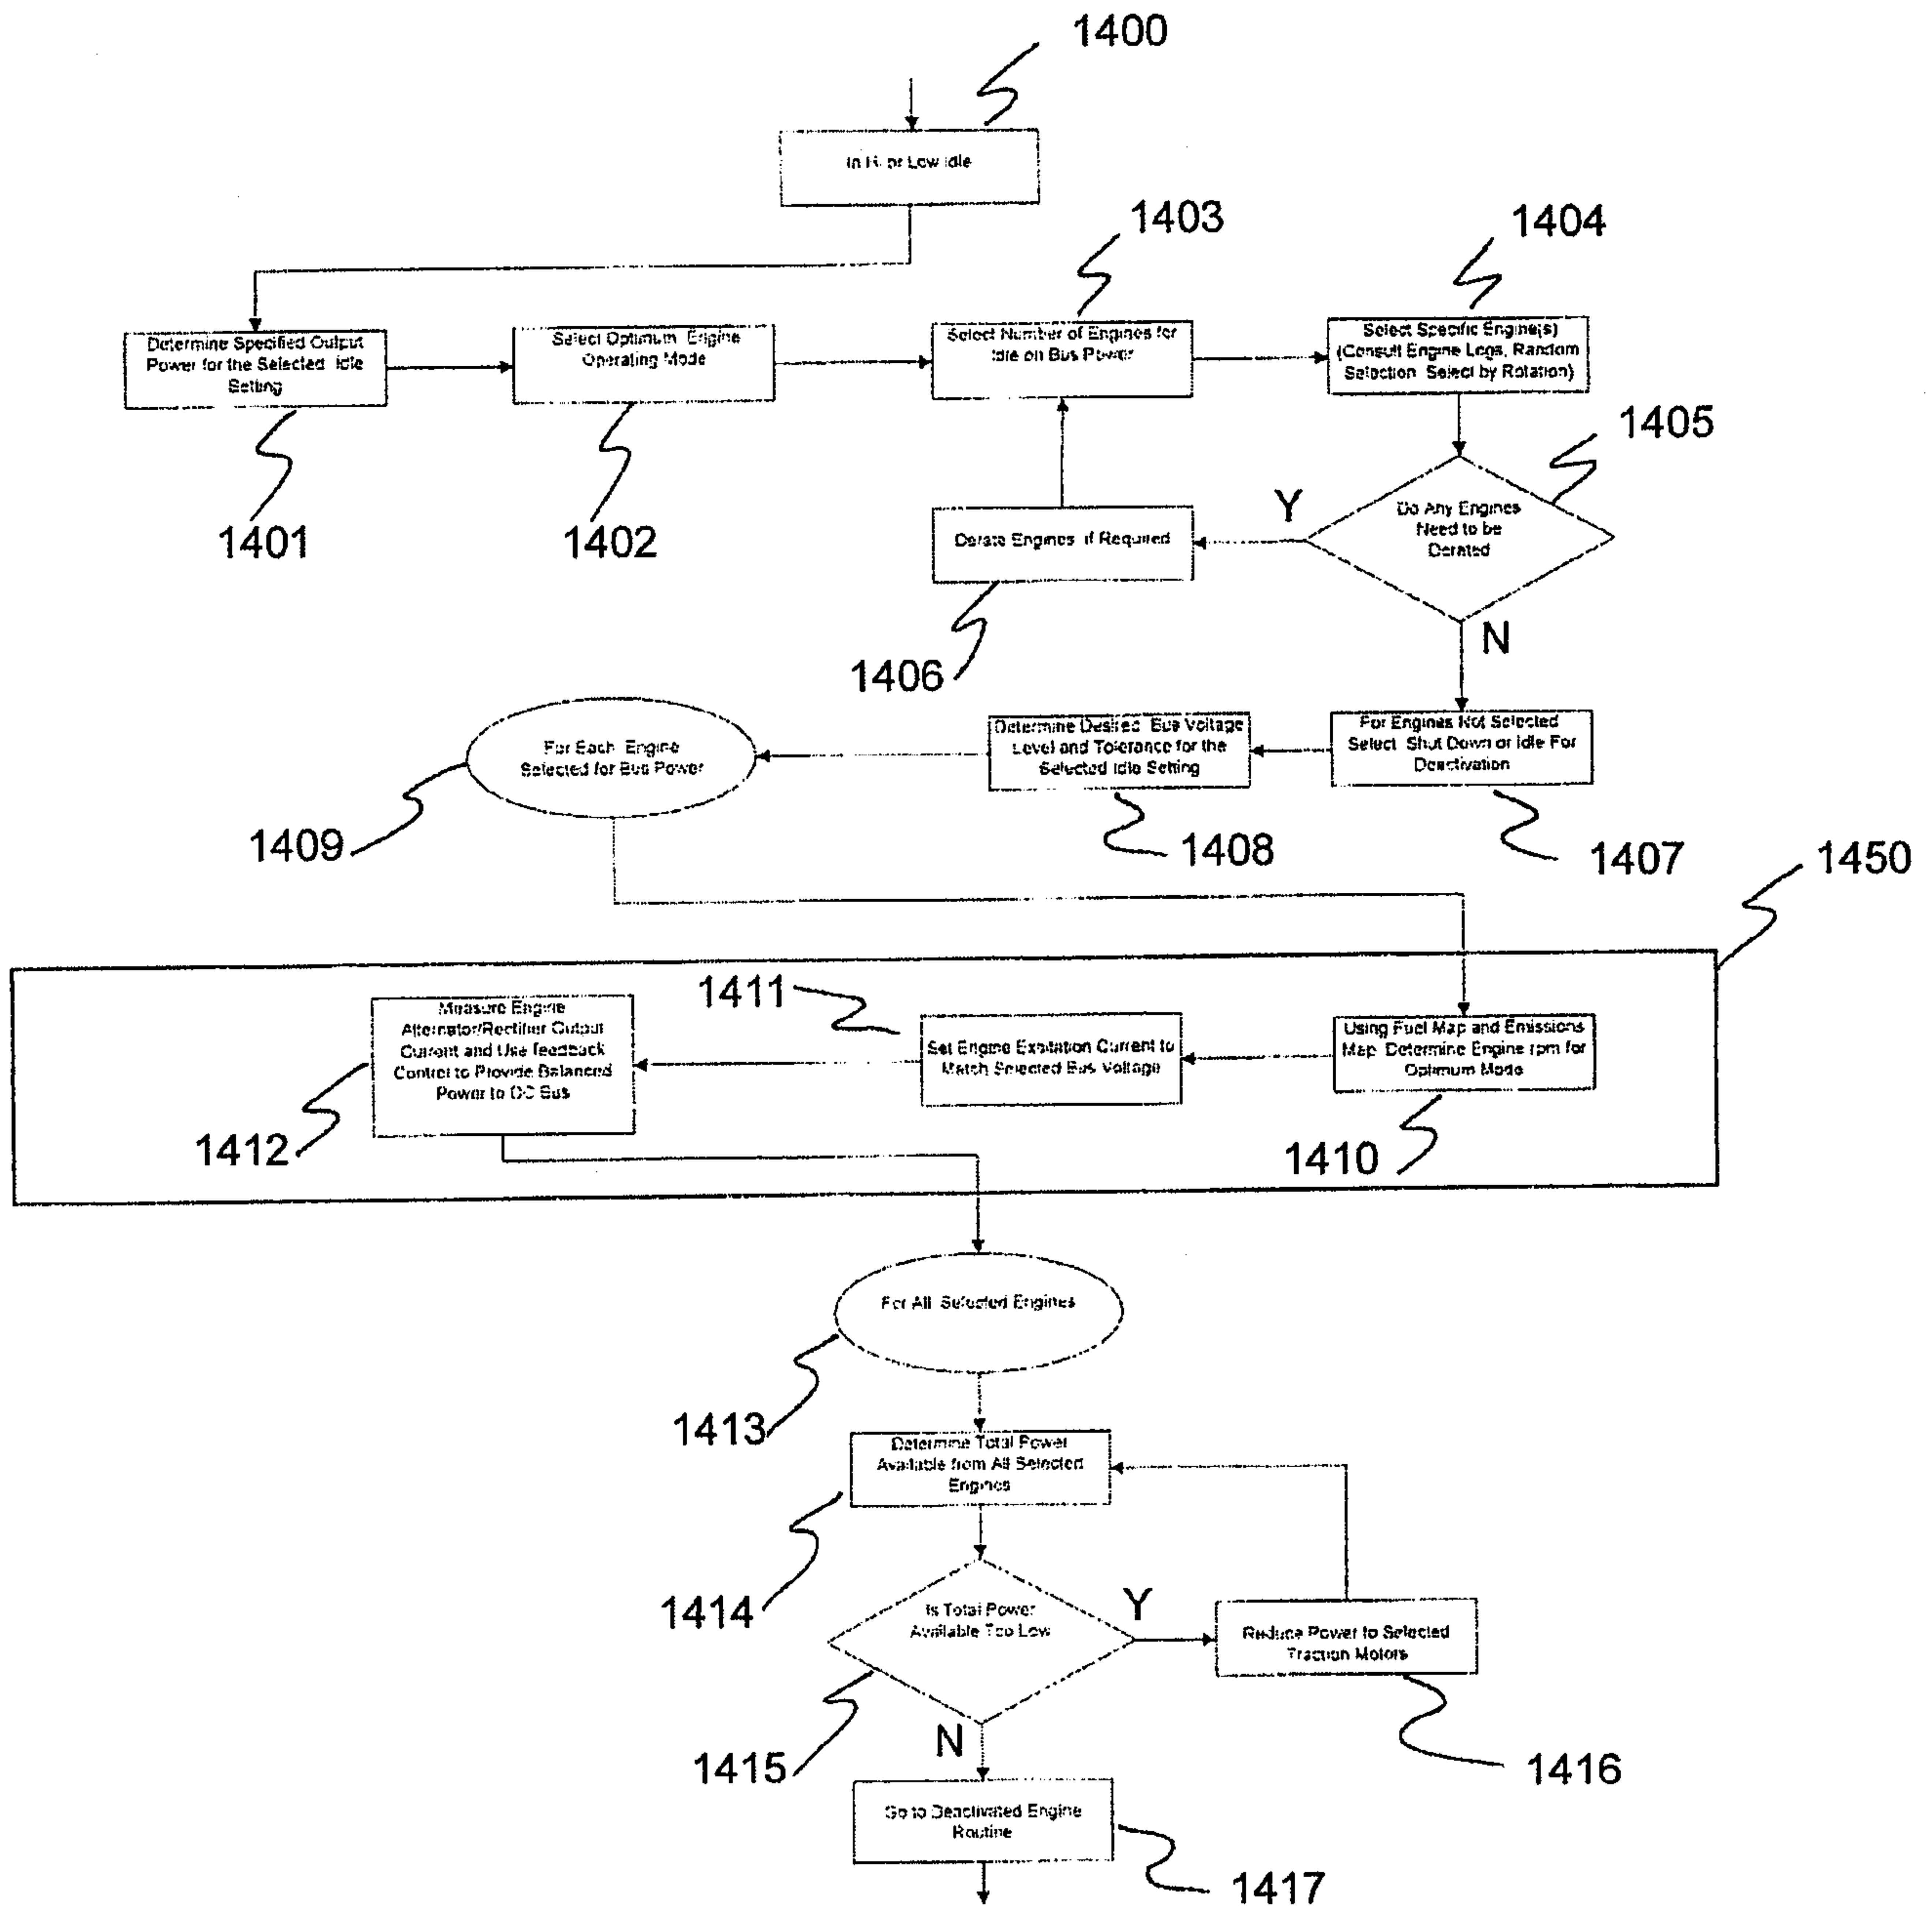 1400
In Hi or Low Idle
1403
1404
Determine Specified Output
Power for the Selected Idle
Setting
Select Optimum Engine
Operating Mode
Select Number of Engines for
Idle on Bus Power
Select Specific Engine(s)
(Consult Engine Logs, Random
Selection Select by Rotation)
1401
1402
1405
Y
Derate Engines if Required
Do Any Engines
Need to be
Derated
1406
N
For Each Engine
Selected for Bus Power
Determine Desired Bus Voltage
Level and Tolerance for the
Selected Idle Setting
For Engines Not Selected
Select Shut Down or Idle For
Deactivation
1409
1408
1407
1450
1411
Measure Engine
Alternator/Rectifier Output
Current and Use feedback
Control to Provide Balanced
Power to DC Bus
Set Engine Exsitation Current to
Match Selected Bus Voltage
Using Fuel Map and Emissions
Map Determine Engine rpm for
Optimum Mode
1412
1410
For All Selected Engines
1413
Determine Total Power
Available from All Selected
Engines
1414
Is Total Power
Available Too Low
Y
Reduce Power to Selected
Traction Motors
N
1415
1416
Go to Deactivated Engine
Routine
1417